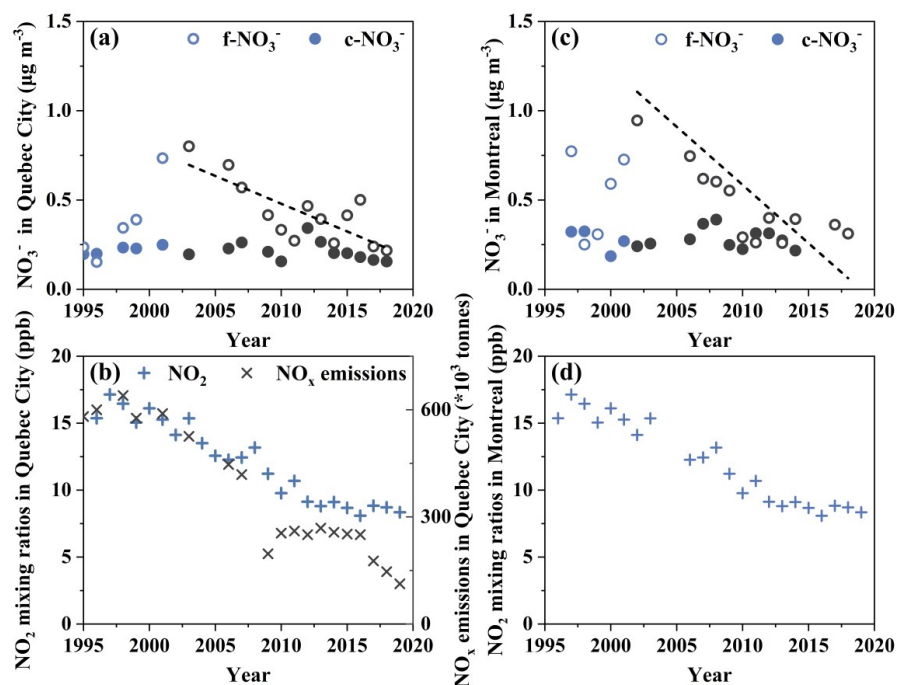 (a)
f-NO₃⁻ c-NO₃⁻
NO₃⁻ in Quebec City (μg m⁻³)
1.5
1.0
0.5
0.0
1995 2000 2005 2010 2015 2020
Year
(c)
f-NO₃⁻ c-NO₃⁻
NO₃⁻ in Montreal (μg m⁻³)
1.5
1.0
0.5
0.0
1995 2000 2005 2010 2015 2020
Year
(b)
NO₂ NOₓ emissions
NO₂ mixing ratios in Quebec City (ppb)
20
15
10
5
0
600
300
0
NOₓ emissions in Quebec City (*10³ tonnes)
1995 2000 2005 2010 2015 2020
Year
(d)
NO₂ mixing ratios in Montreal (ppb)
20
15
10
5
0
1995 2000 2005 2010 2015 2020
Year